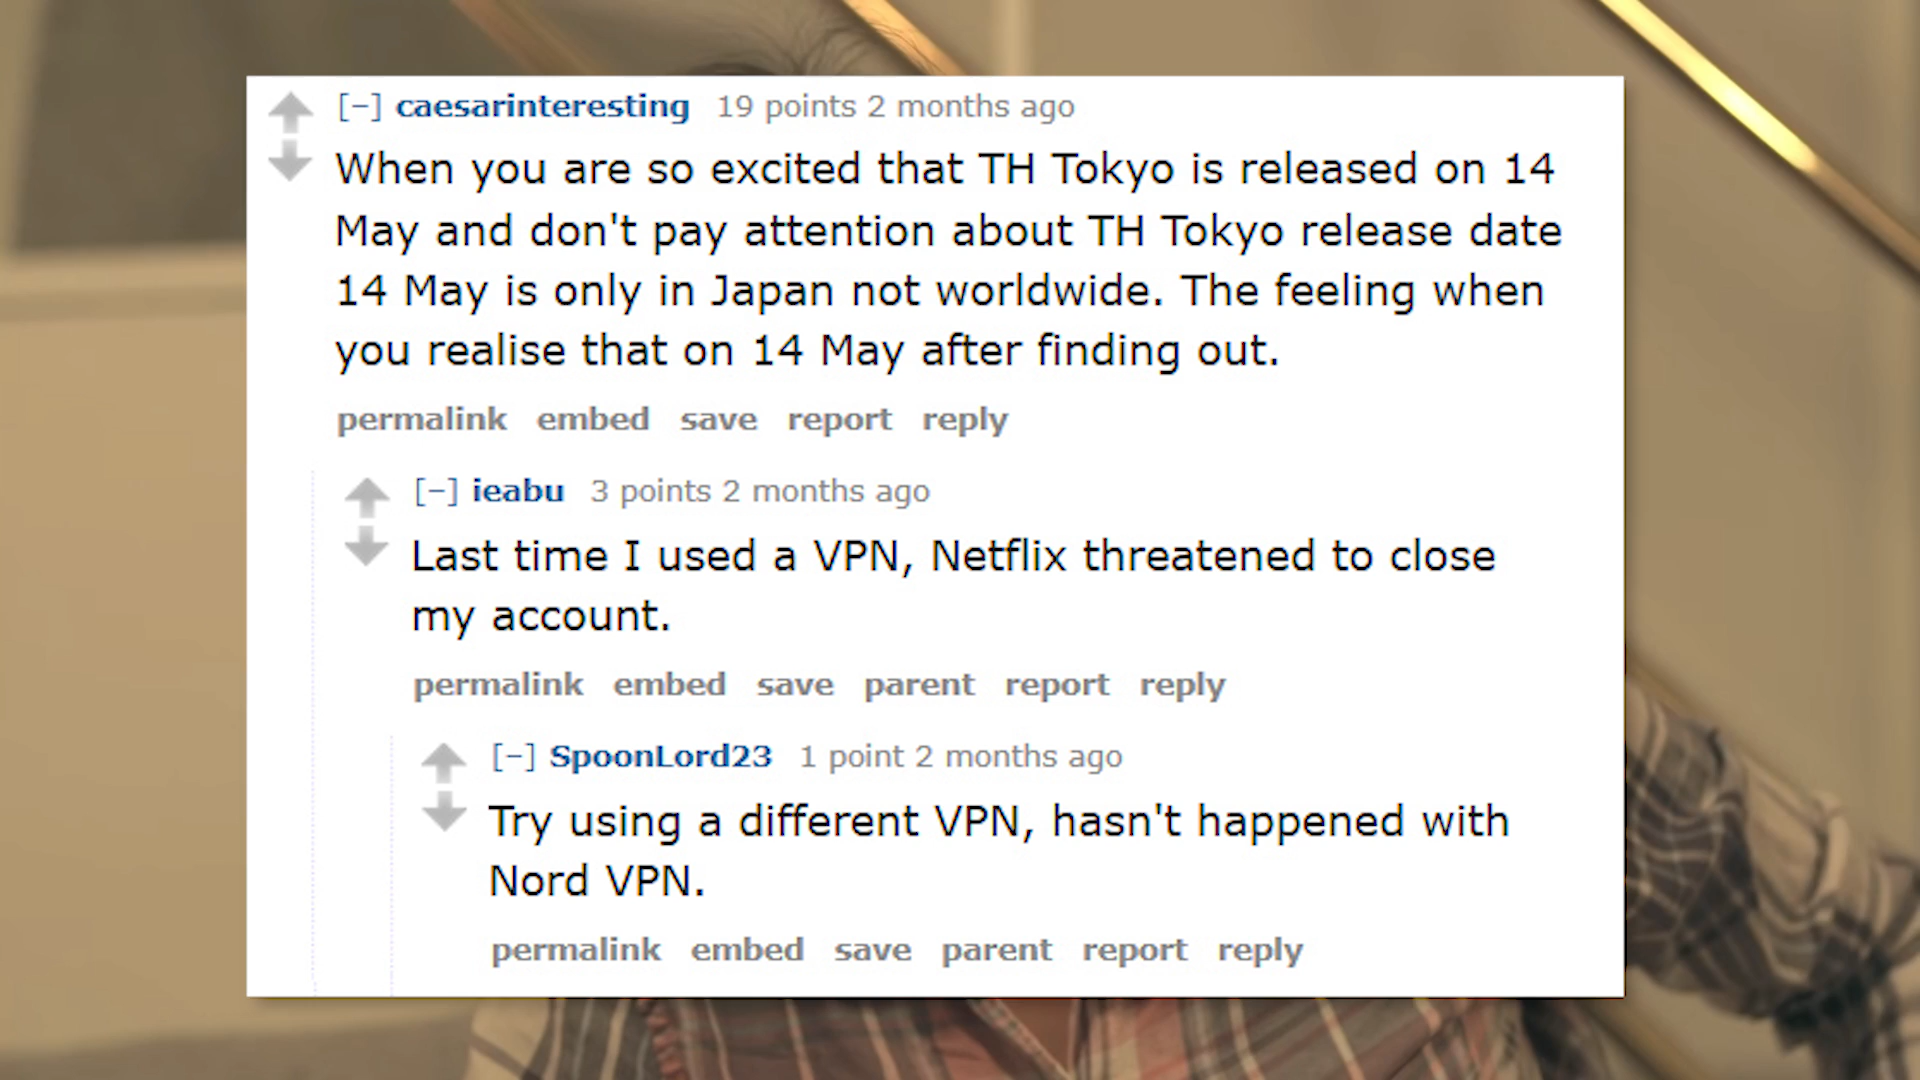 [–] caesarinteresting 19 points 2 months ago
When you are so excited that TH Tokyo is released on 14
May and don't pay attention about TH Tokyo release date
14 May is only in Japan not worldwide. The feeling when
you realise that on 14 May after finding out.
permalink embed save report reply
[–] ieabu 3 points 2 months ago
Last time I used a VPN, Netflix threatened to close
my account.
permalink embed save parent report reply
[–] SpoonLord23 1 point 2 months ago
Try using a different VPN, hasn't happened with
Nord VPN.
permalink embed save parent report reply